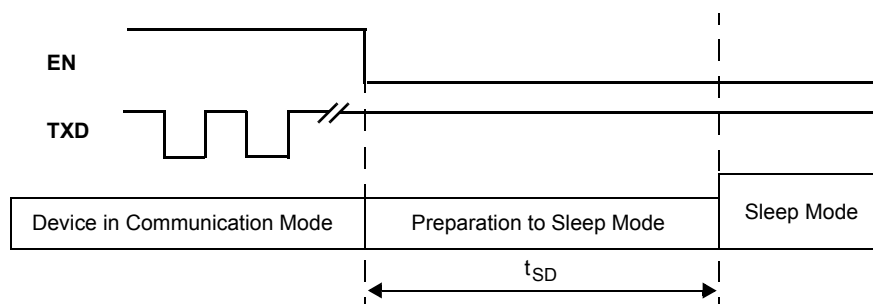 EN
TXD
Device in Communication Mode
Preparation to Sleep Mode
Sleep Mode
tSD